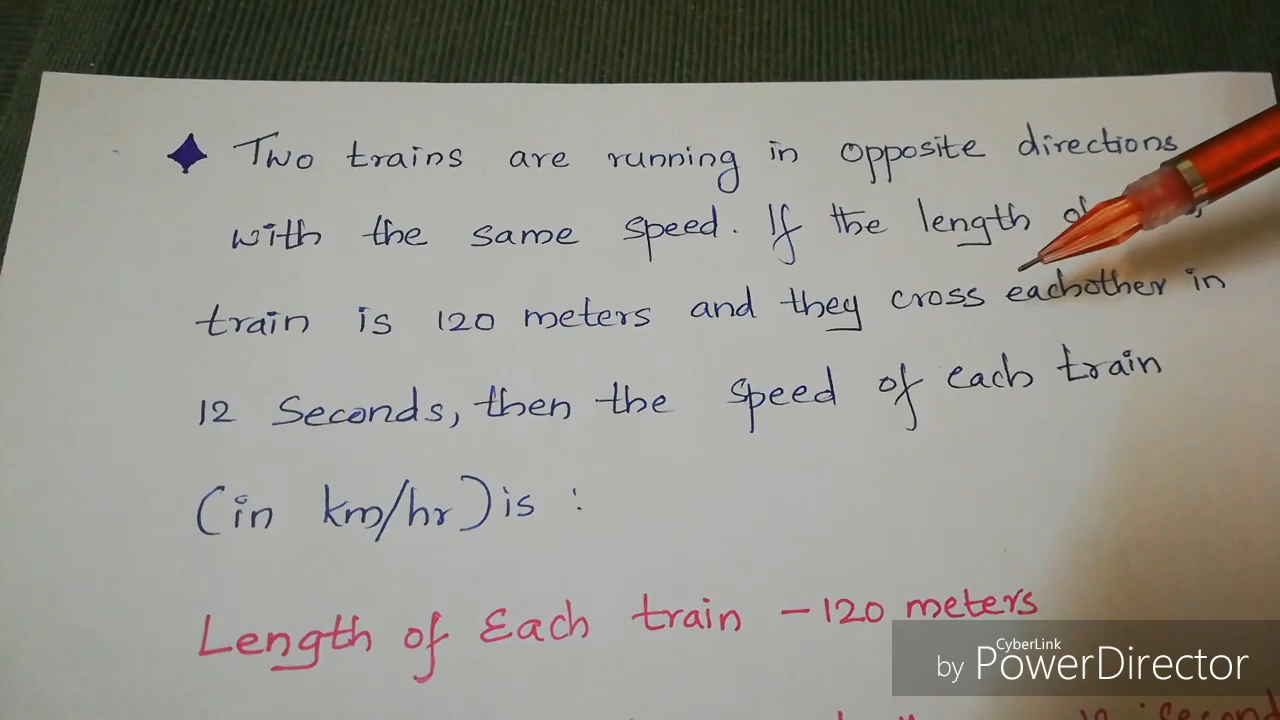 Two trains are running in opposite directions
with the same speed. If the length of
train is 120 meters and they cross eachother in
12 Seconds, then the speed of each train
(in km/hr) is :
Length of Each train - 120 meters
CyberLink
by PowerDirector